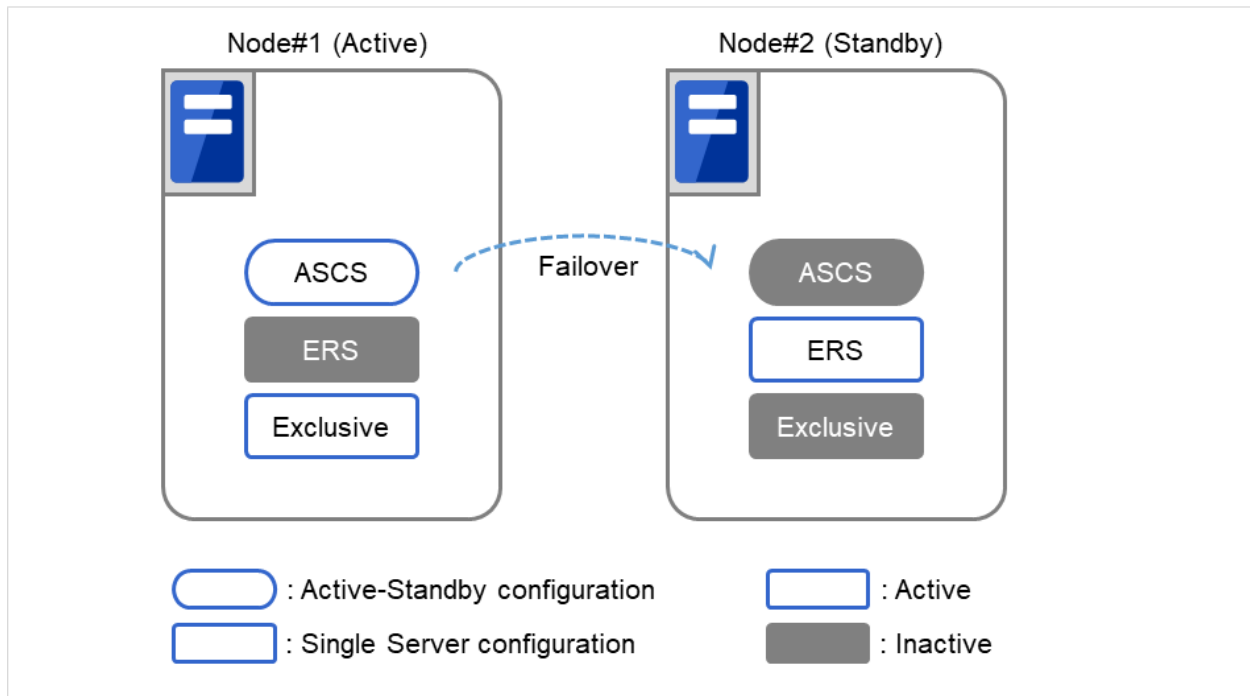 Node#1 (Active)
Node#2 (Standby)
ASCS
Failover
ASCS
ERS
ERS
Exclusive
Exclusive
: Active-Standby configuration
: Active
: Single Server configuration
: Inactive